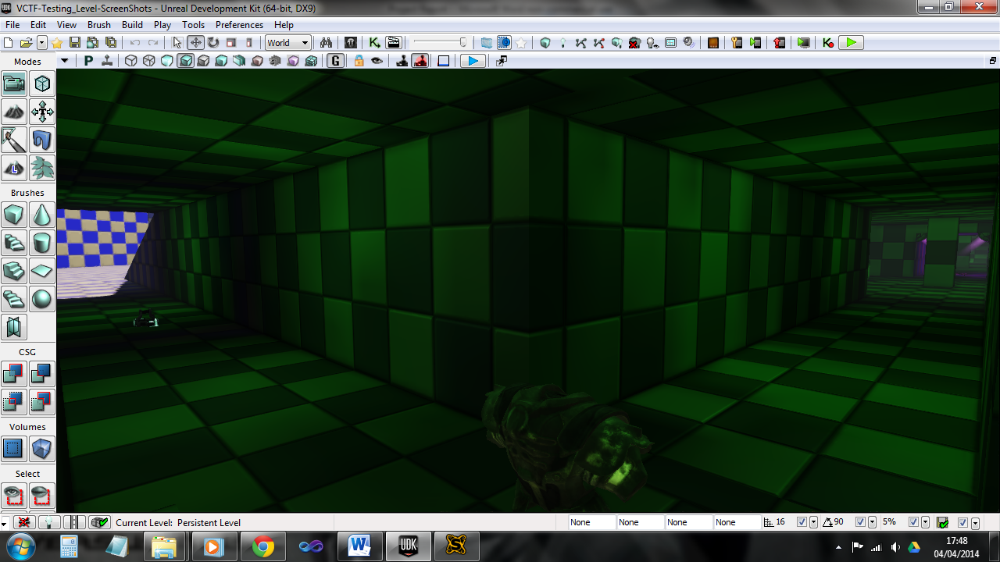 VCTF-Testing_Level-ScreenShots - Unreal Development Kit (64-bit, DX9)
File Edit View Brush Build Play Tools Preferences Help
World
Modes
P
G
L
Brushes
CSG
Volumes
Select
Current Level: Persistent Level
None None None None 16 90 5%
W UDK S
17:48
04/04/2014